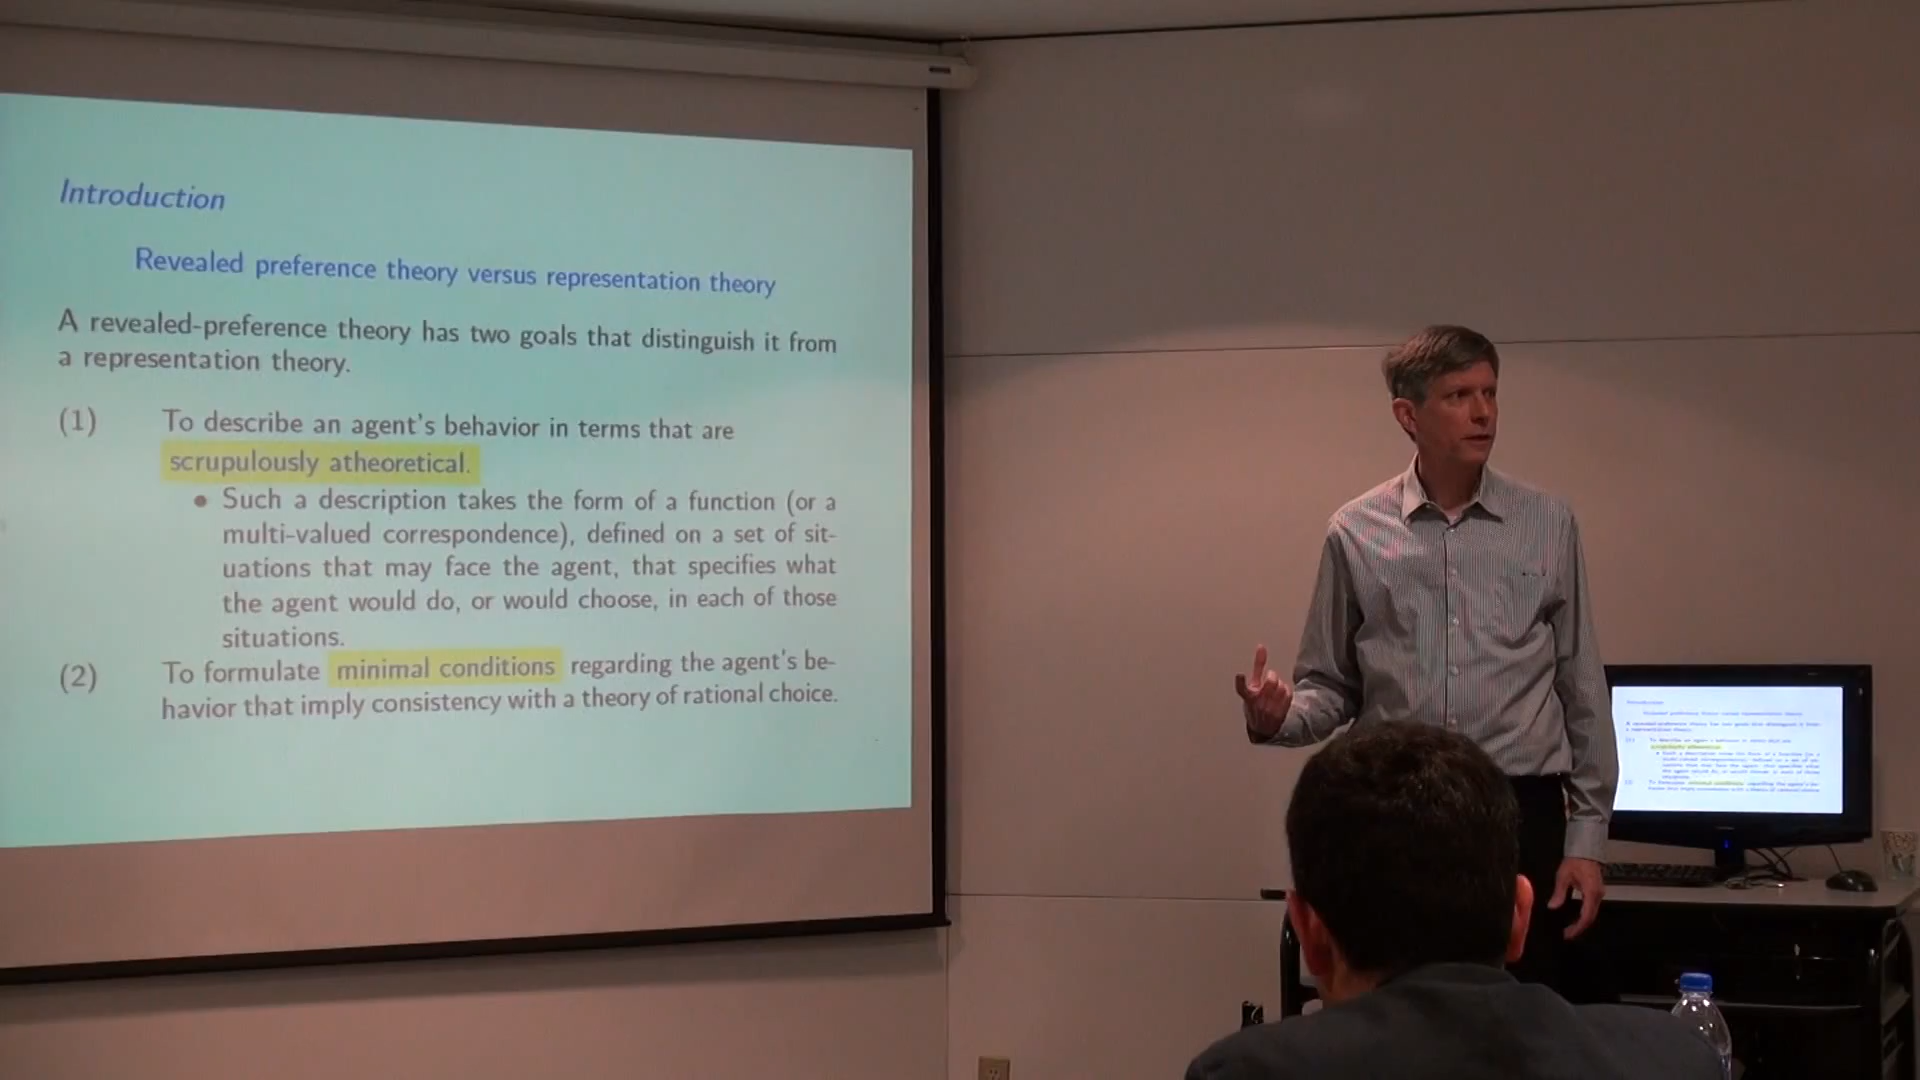 Introduction
Revealed preference theory versus representation theory
A revealed-preference theory has two goals that distinguish it from
a representation theory.
(1) To describe an agent's behavior in terms that are
scrupulously atheoretical.
• Such a description takes the form of a function (or a
multi-valued correspondence), defined on a set of sit-
uations that may face the agent, that specifies what
the agent would do, or would choose, in each of those
situations.
(2) To formulate minimal conditions regarding the agent's be-
havior that imply consistency with a theory of rational choice.